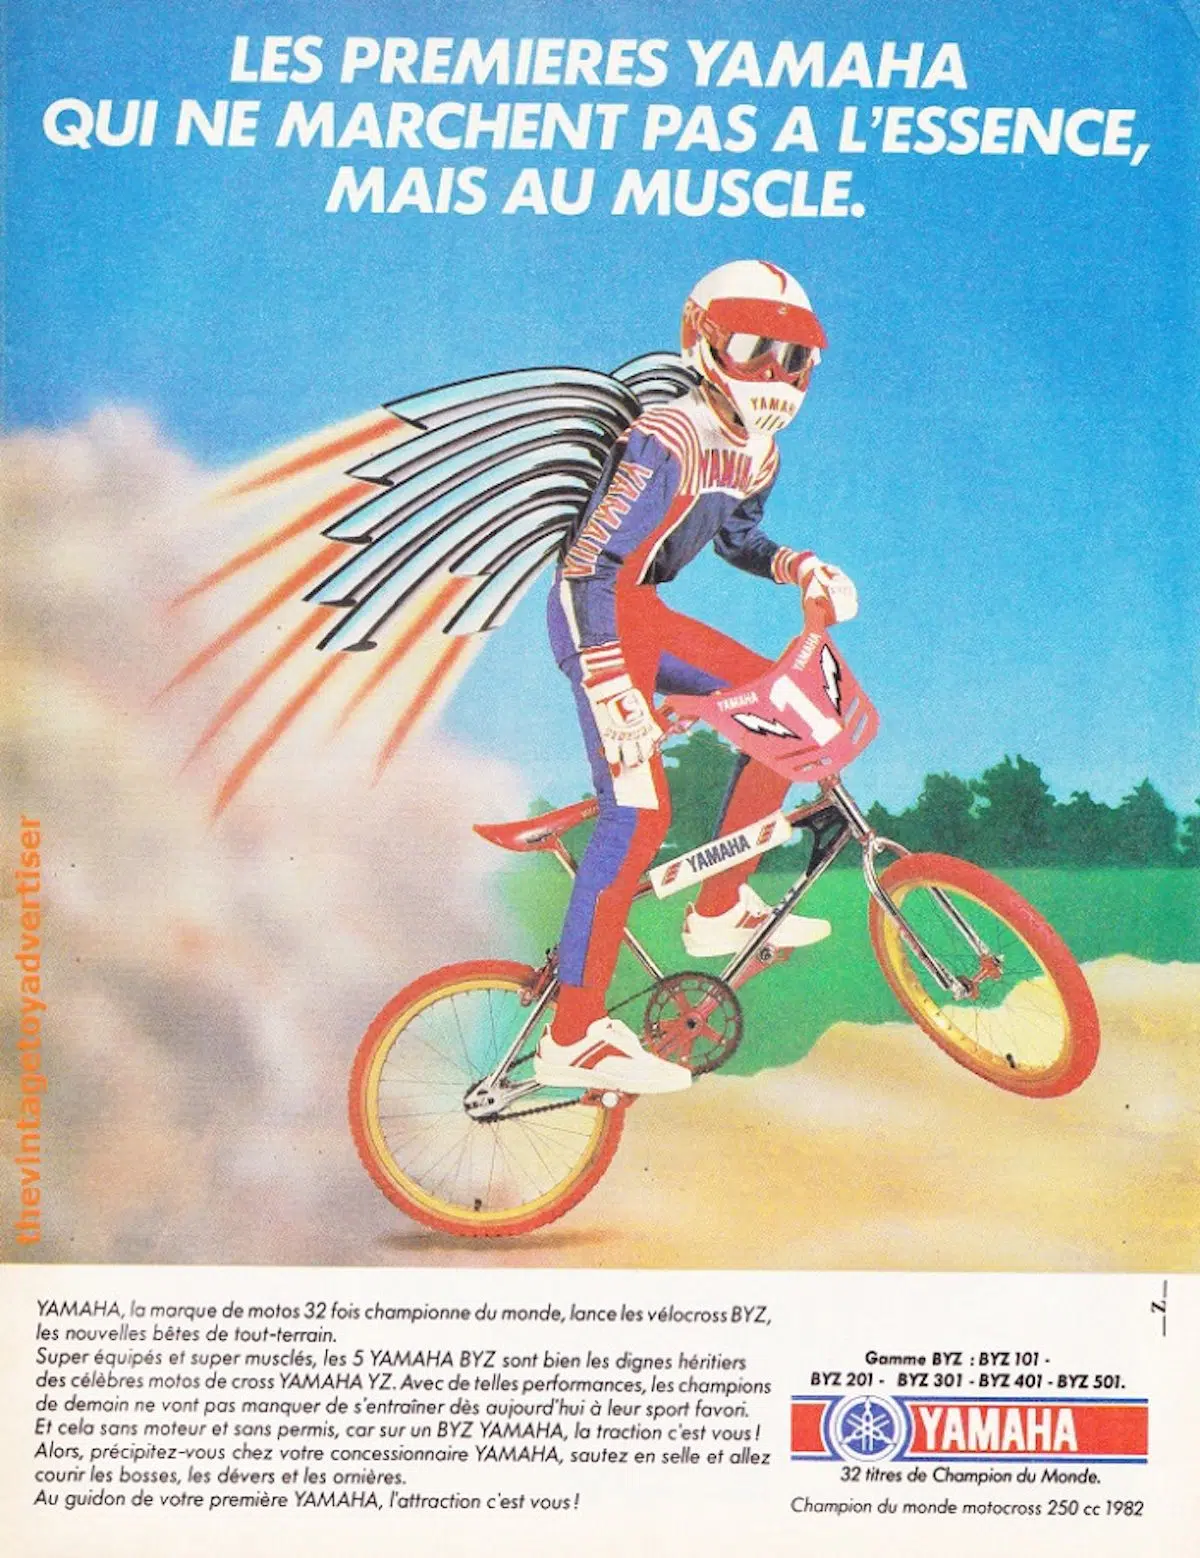 LES PREMIERES YAMAHA
QUI NE MARCHENT PAS A L'ESSENCE,
MAIS AU MUSCLE.
YAMAHA
YAMAHA
YAMAHA
YAMAHA
YAMAHA
1
YAMAHA
thevintagetoyadvertiser
YAMAHA, la marque de motos 32 fois championne du monde, lance les vélocross BYZ,
les nouvelles bêtes de tout-terrain.
Super équipés et super musclés, les 5 YAMAHA BYZ sont bien les dignes héritiers
des célèbres motos de cross YAMAHA YZ. Avec de telles performances, les champions
de demain ne vont pas manquer de s'entraîner dès aujourd'hui à leur sport favori.
Et cela sans moteur et sans permis, car sur un BYZ YAMAHA, la traction c'est vous!
Alors, précipitez-vous chez votre concessionnaire YAMAHA, sautez en selle et allez
courir les bosses, les dévers et les ornières.
Au guidon de votre première YAMAHA, l'attraction c'est vous!
—Z—
Gamme BYZ : BYZ 101 -
BYZ 201 - BYZ 301 - BYZ 401 - BYZ 501.
YAMAHA
32 titres de Champion du Monde.
Champion du monde motocross 250 cc 1982